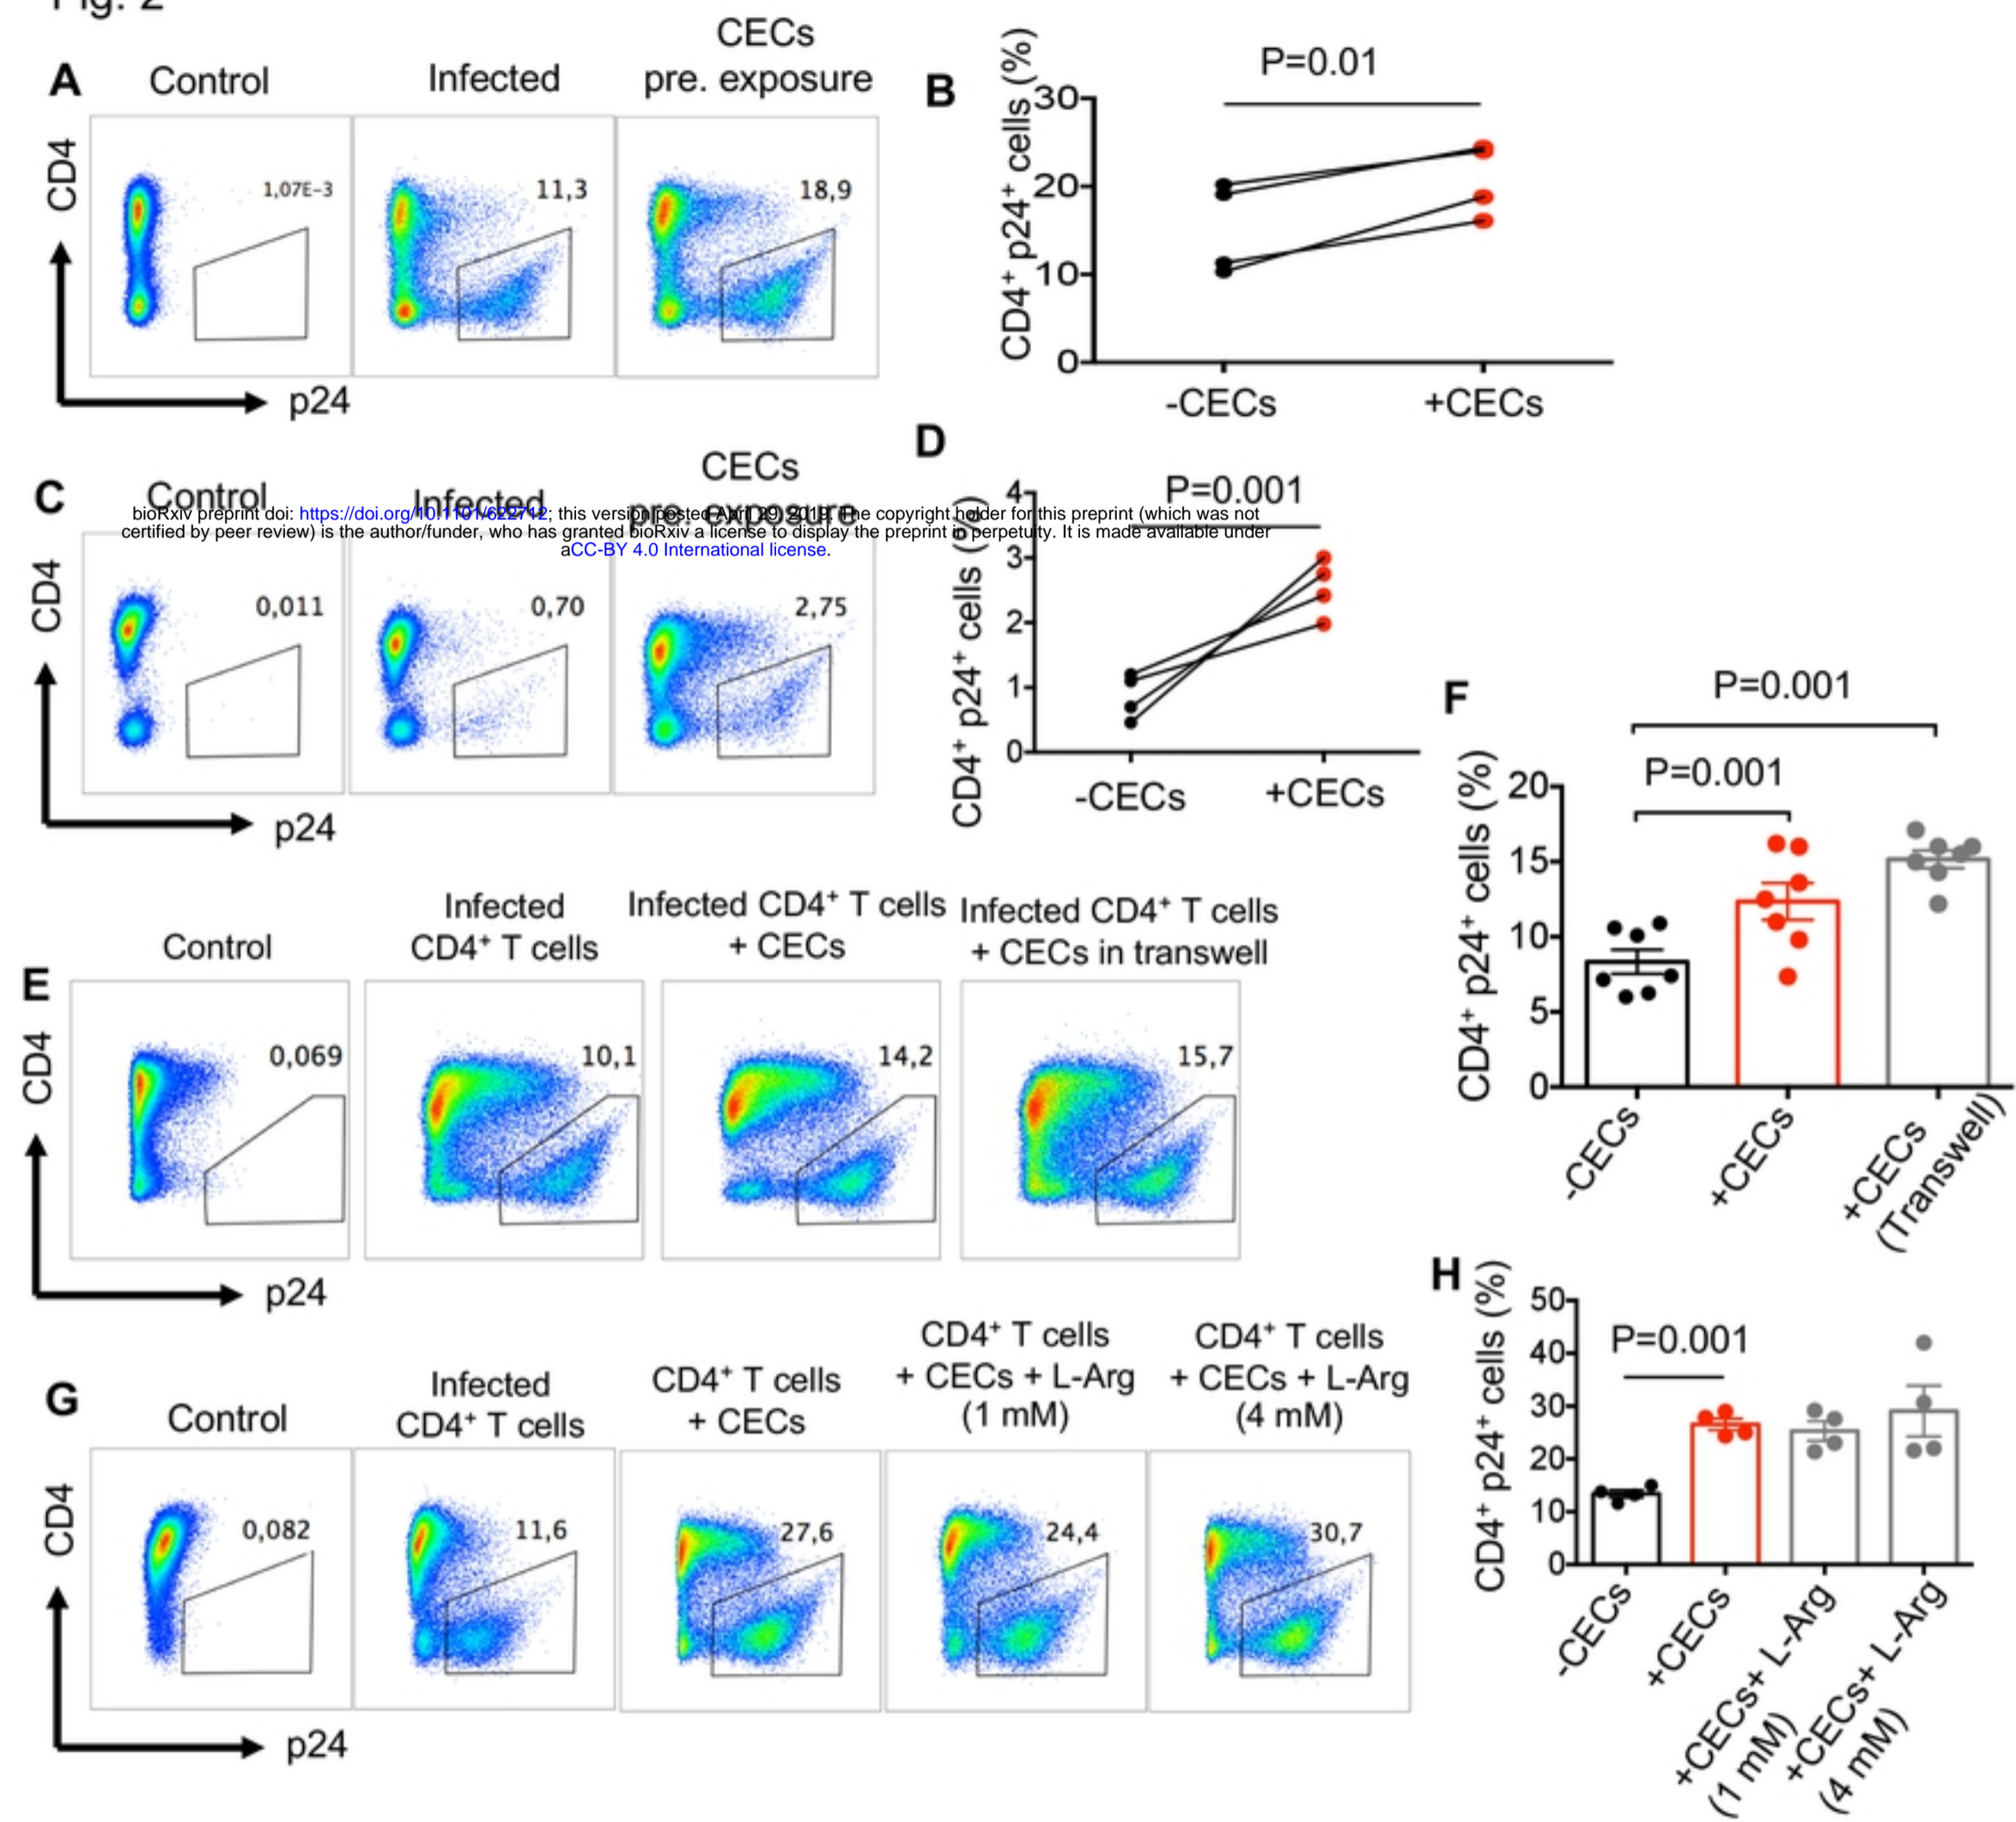 Fig. 2
A
Control
Infected
CECs
pre. exposure
CD4
1,07E-3
11,3
18,9
p24
B
P=0.01
CD4⁺ p24⁺ cells (%)
30
20
10
0
-CECs
+CECs
C
Control
Infected
CECs
pre. exposure
bioRxiv preprint doi: https://doi.org/10.1101/622712; this version posted April 29, 2019. The copyright holder for this preprint (which was not
certified by peer review) is the author/funder, who has granted bioRxiv a license to display the preprint in perpetuity. It is made available under
aCC-BY 4.0 International license.
CD4
0,011
0,70
2,75
p24
D
P=0.001
CD4⁺ p24⁺ cells (%)
4
3
2
1
0
-CECs
+CECs
E
Control
Infected
CD4⁺ T cells
Infected CD4⁺ T cells
+ CECs
Infected CD4⁺ T cells
+ CECs in transwell
CD4
0,069
10,1
14,2
15,7
p24
F
P=0.001
P=0.001
CD4⁺ p24⁺ cells (%)
20
15
10
5
0
-CECs
+CECs
+CECs
(Transwell)
G
Control
Infected
CD4⁺ T cells
CD4⁺ T cells
+ CECs
CD4⁺ T cells
+ CECs + L-Arg
(1 mM)
CD4⁺ T cells
+ CECs + L-Arg
(4 mM)
CD4
0,082
11,6
27,6
24,4
30,7
p24
H
P=0.001
CD4⁺ p24⁺ cells (%)
50
40
30
20
10
0
-CECs
+CECs
+CECs+ L-Arg
(1 mM)
+CECs+ L-Arg
(4 mM)